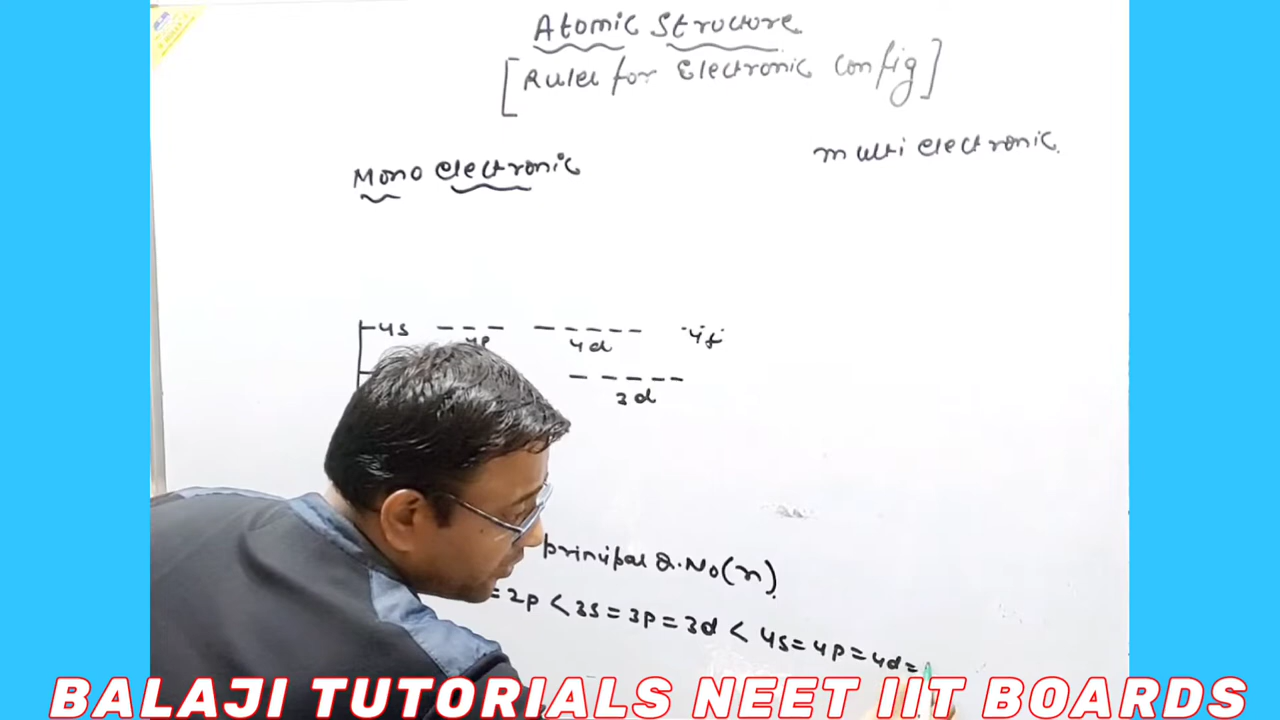 Atomic Structure
[Rules for Electronic Config]
Mono electronic
multi electronic
4s 4p 4d 4f
3d
principal Q.No(n).
= 2p < 3s = 3p = 3d < 4s = 4p = 4d =
BALAJI TUTORIALS NEET IIT BOARDS